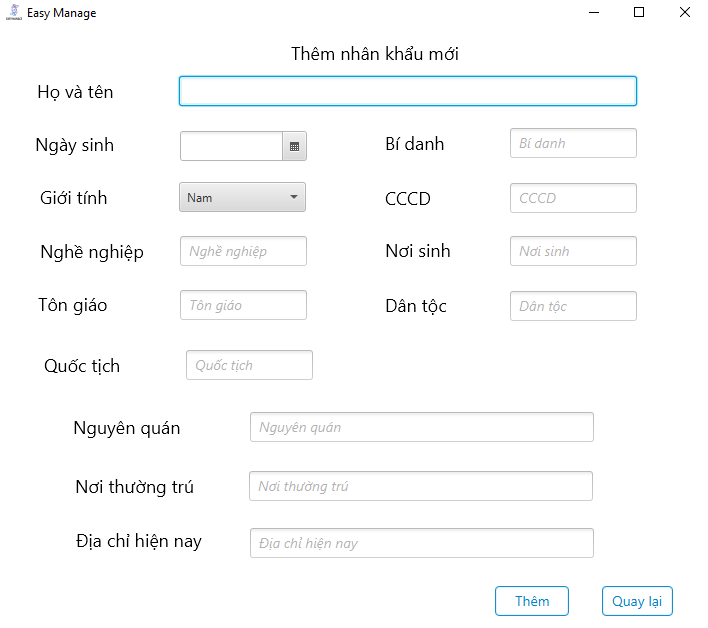 Easy Manage
Thêm nhân khẩu mới
Họ và tên
Ngày sinh
Bí danh Bí danh
Giới tính Nam
CCCD CCCD
Nghề nghiệp Nghề nghiệp
Nơi sinh Nơi sinh
Tôn giáo Tôn giáo
Dân tộc Dân tộc
Quốc tịch Quốc tịch
Nguyên quán Nguyên quán
Nơi thường trú Nơi thường trú
Địa chỉ hiện nay Địa chỉ hiện nay
Thêm Quay lại